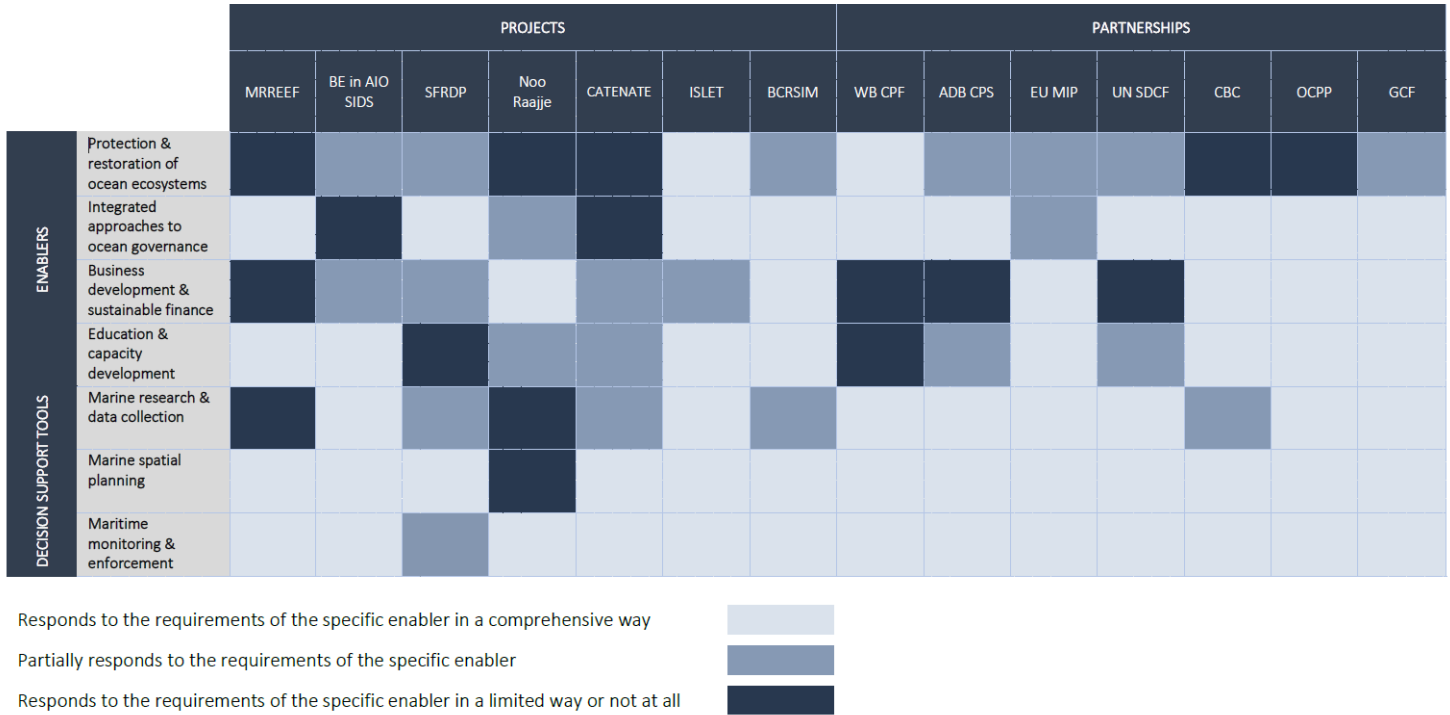 PROJECTS
PARTNERSHIPS
MRREEF
BE in AIO
SIDS
SFRDP
Noo
Raajje
CATENATE
ISLET
BCRSIM
WB CPF
ADB CPS
EU MIP
UN SDCF
CBC
OCPP
GCF
ENABLERS
Protection &
restoration of
ocean ecosystems
Integrated
approaches to
ocean governance
Business
development &
sustainable finance
Education &
capacity
development
DECISION SUPPORT TOOLS
Marine research &
data collection
Marine spatial
planning
Maritime
monitoring &
enforcement
Responds to the requirements of the specific enabler in a comprehensive way
Partially responds to the requirements of the specific enabler
Responds to the requirements of the specific enabler in a limited way or not at all